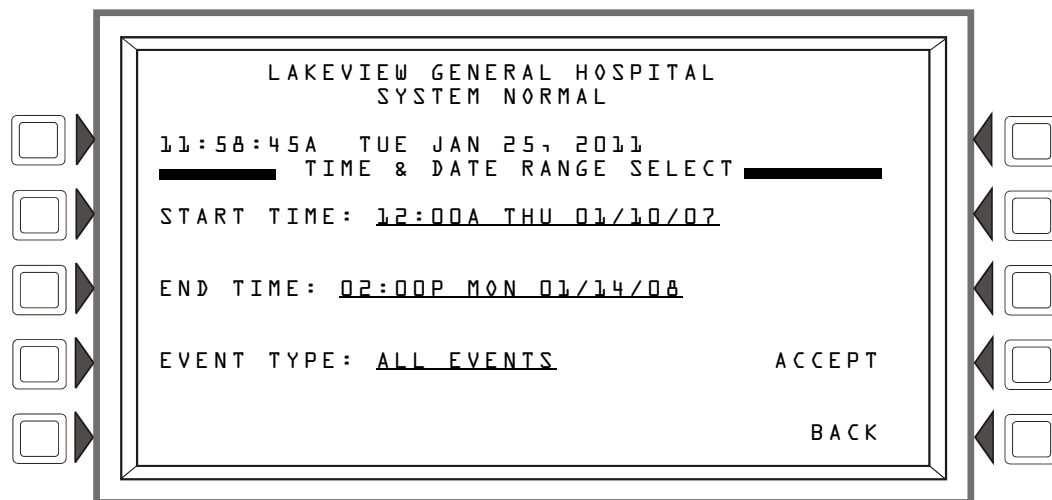 LAKEVIEW GENERAL HOSPITAL
SYSTEM NORMAL
11:58:45A TUE JAN 25, 2011
TIME & DATE RANGE SELECT
START TIME: 12:00A THU 01/10/07
END TIME: 02:00P MON 01/14/08
EVENT TYPE: ALL EVENTS ACCEPT
BACK